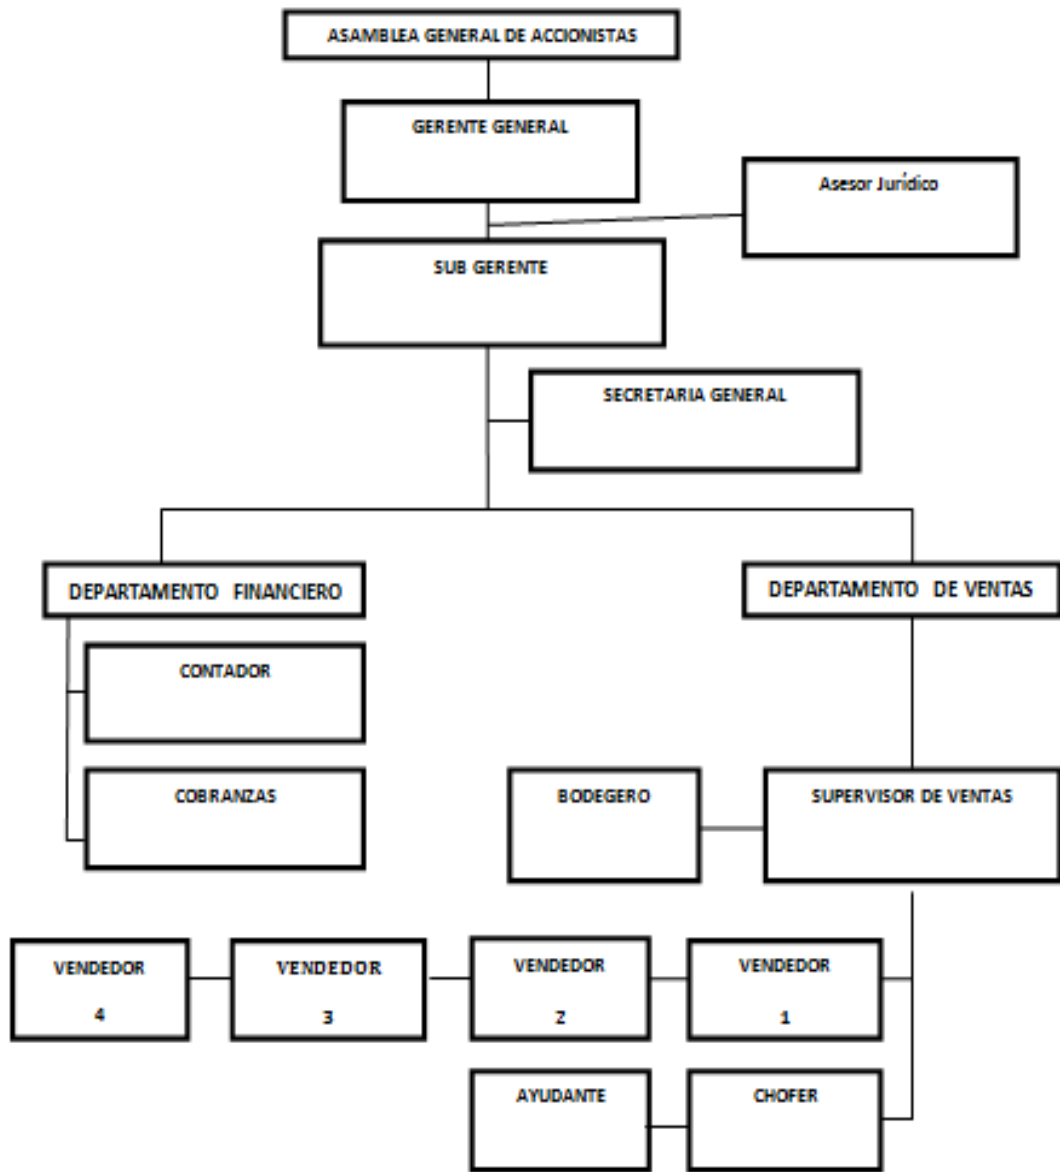 ASAMBLEA GENERAL DE ACCIONISTAS
GERENTE GENERAL
Asesor Jurídico
SUB GERENTE
SECRETARIA GENERAL
DEPARTAMENTO FINANCIERO
DEPARTAMENTO DE VENTAS
CONTADOR
COBRANZAS
BODEGERO
SUPERVISOR DE VENTAS
VENDEDOR
4
VENDEDOR
3
VENDEDOR
2
VENDEDOR
1
AYUDANTE
CHOFER